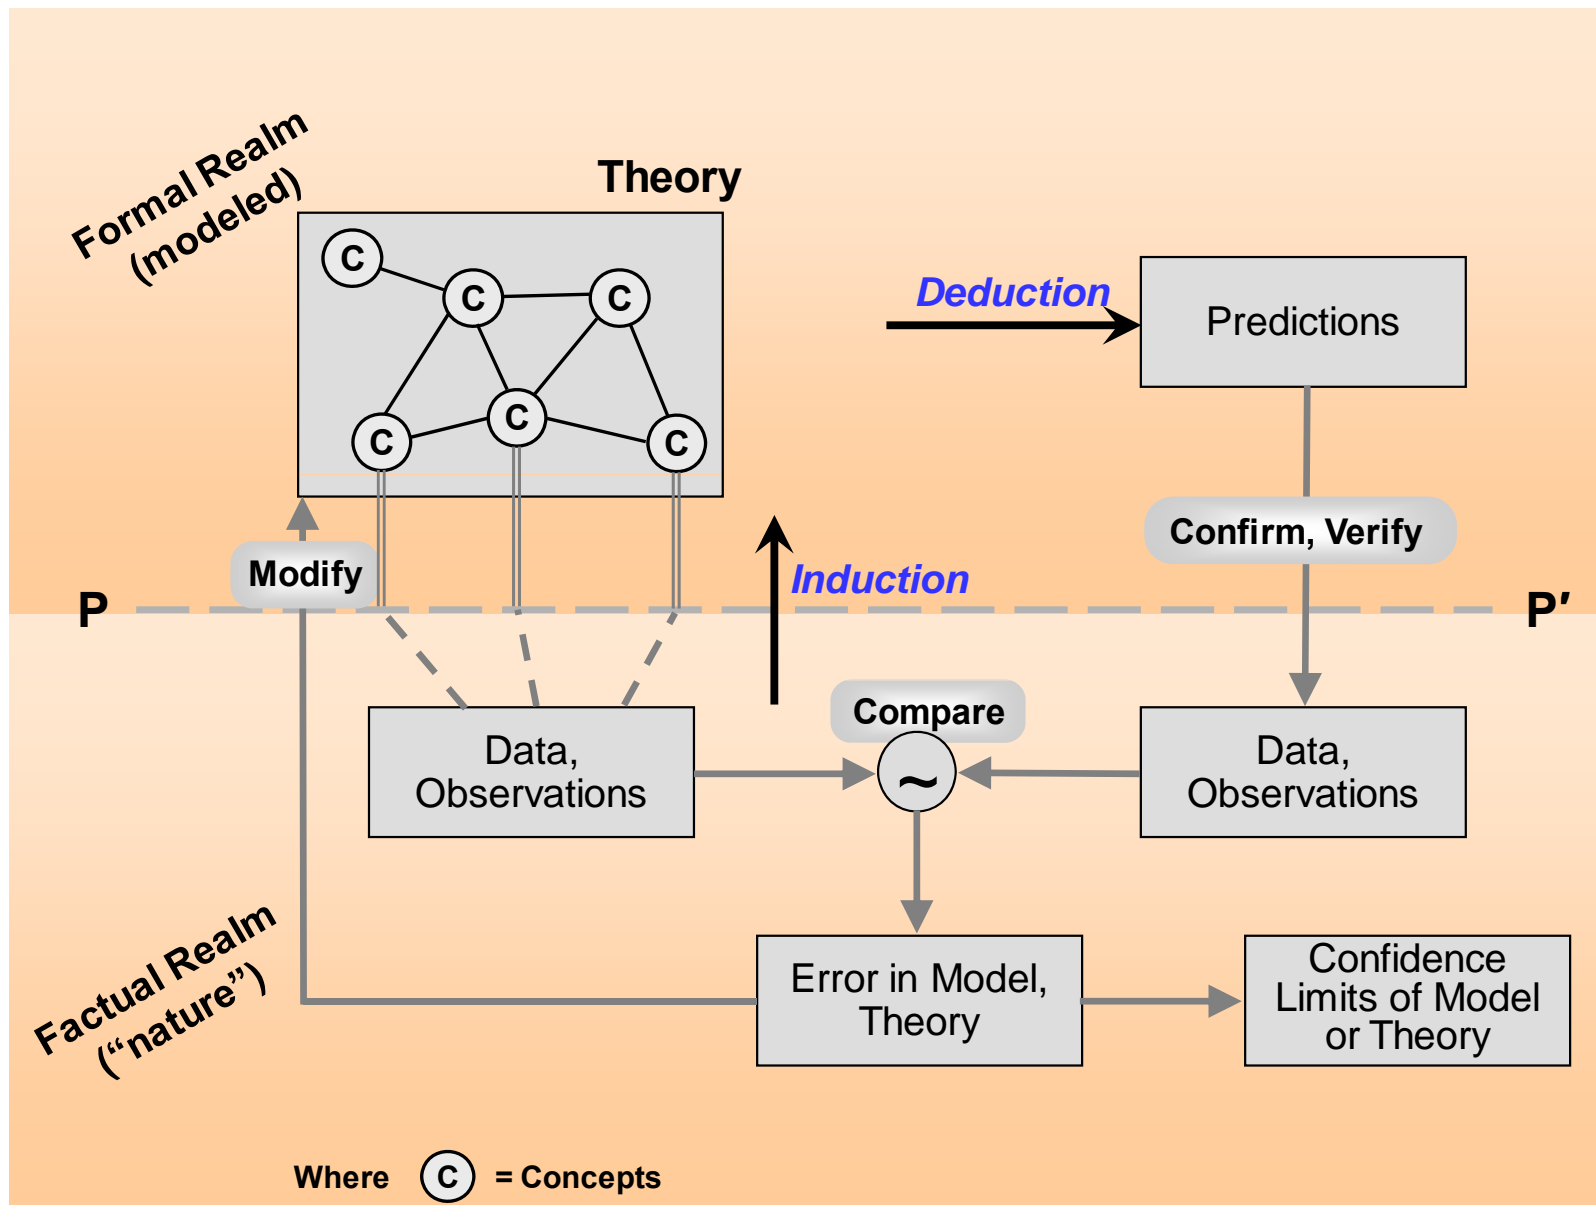 Formal Realm
(modeled)
Theory
C
C
C
C
C
C
Deduction
Predictions
Modify
Induction
Confirm, Verify
P
P′
Compare
Data,
Observations
~
Data,
Observations
Factual Realm
(“nature”)
Error in Model,
Theory
Confidence
Limits of Model
or Theory
Where C = Concepts